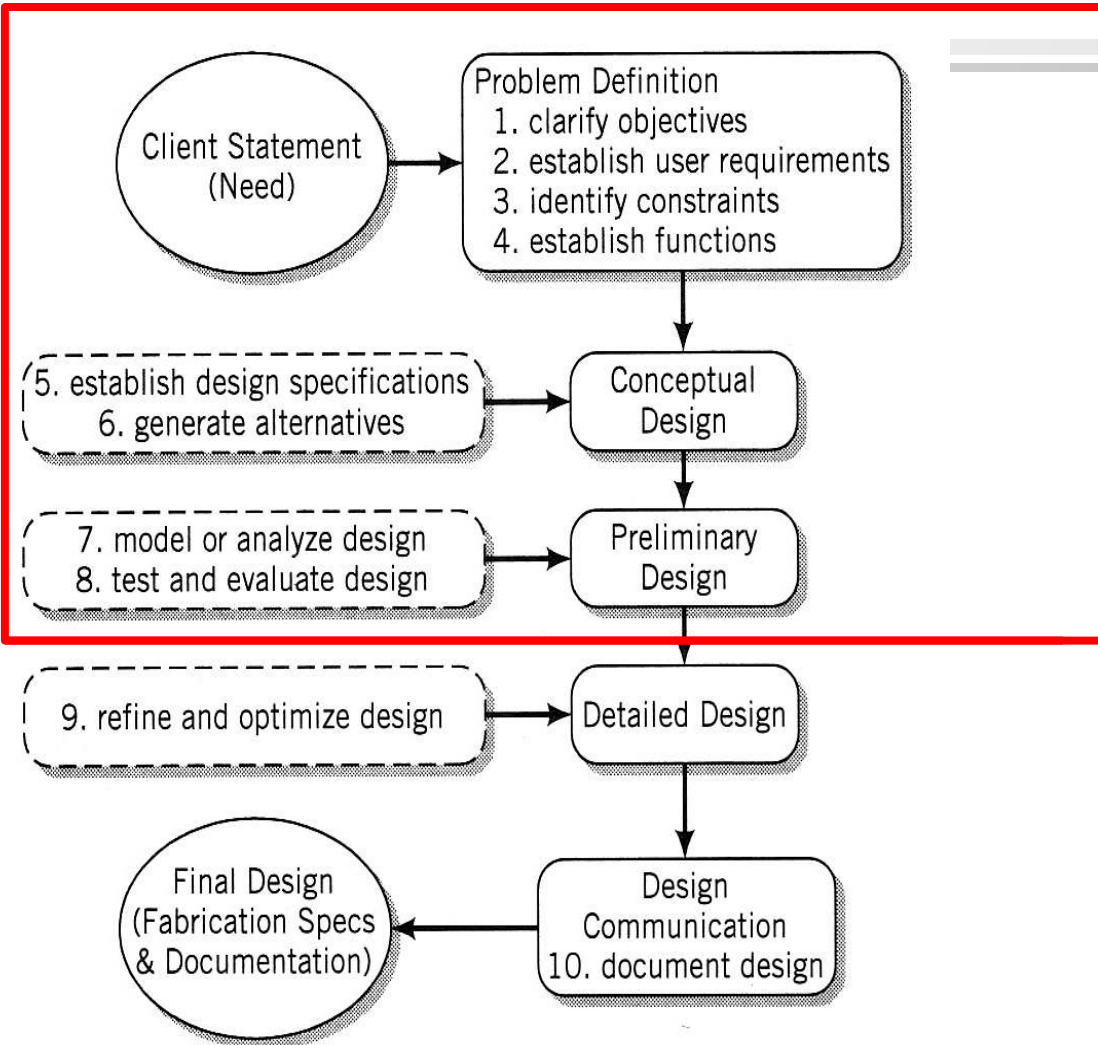 Client Statement
(Need)
Problem Definition
1. clarify objectives
2. establish user requirements
3. identify constraints
4. establish functions
5. establish design specifications
6. generate alternatives
Conceptual
Design
7. model or analyze design
8. test and evaluate design
Preliminary
Design
9. refine and optimize design
Detailed Design
Final Design
(Fabrication Specs
& Documentation)
Design
Communication
10. document design